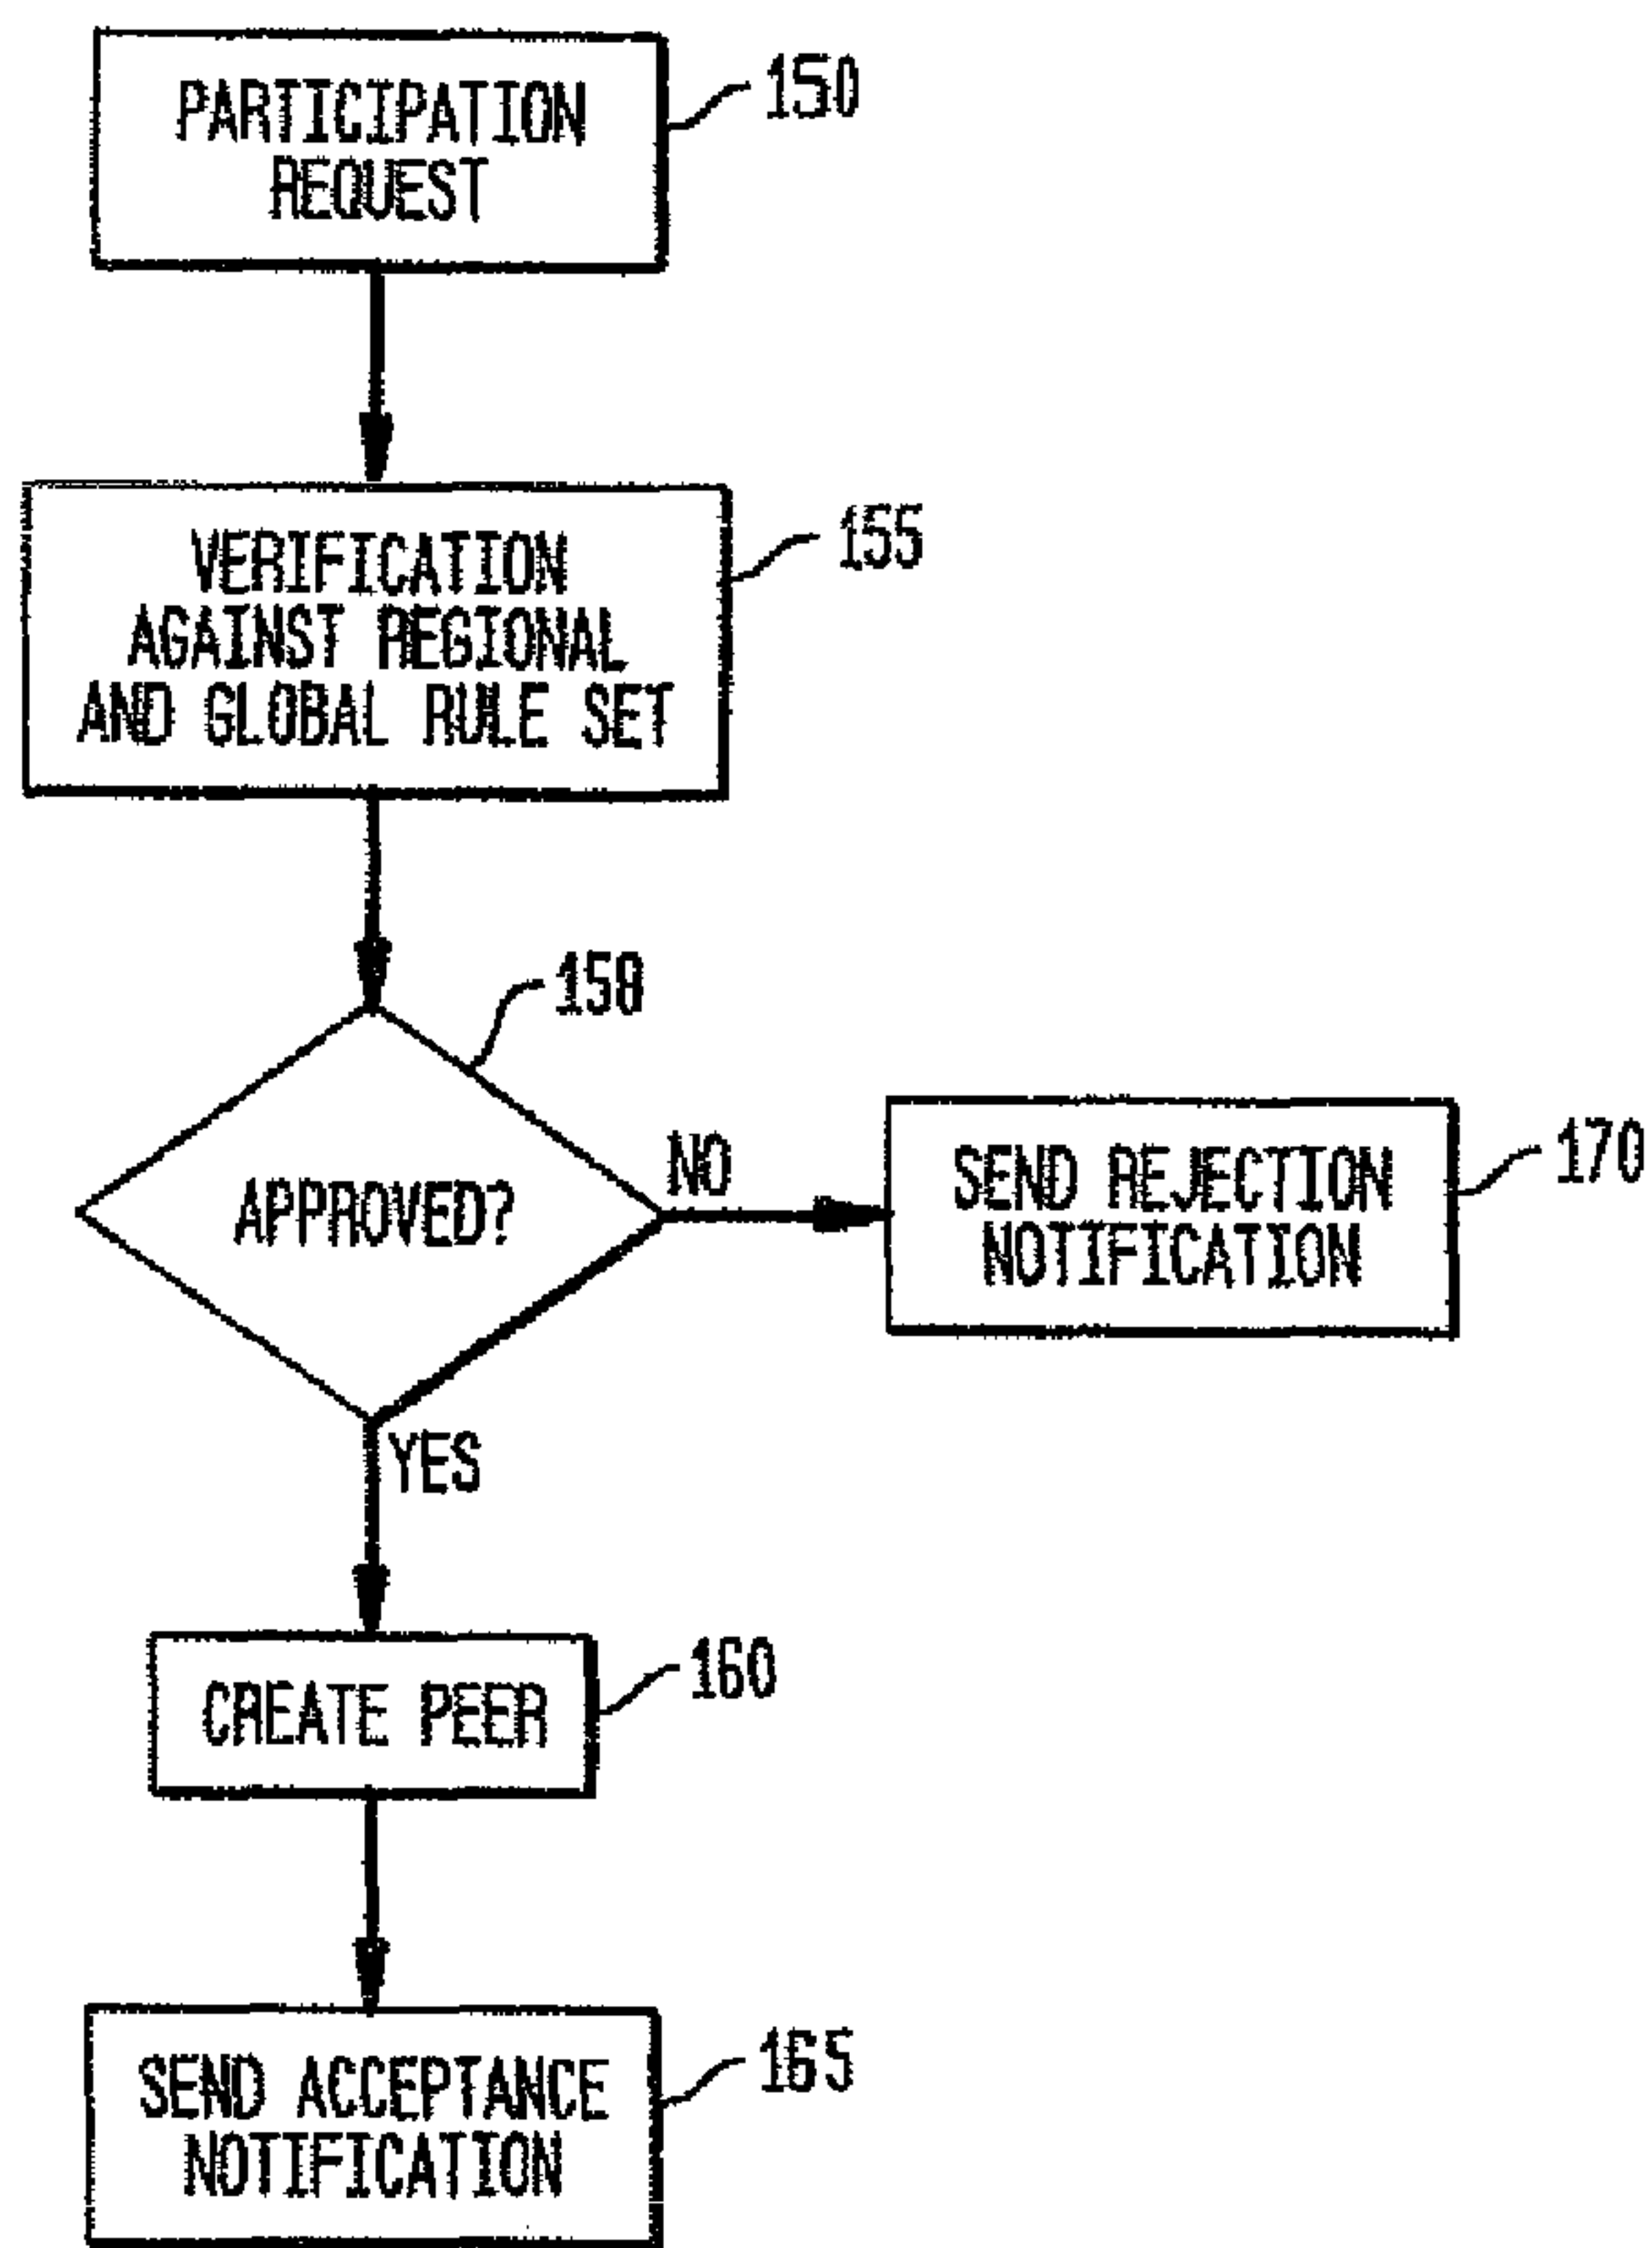 PARTICIPATION
REQUEST
150
VERIFICATION
AGAINST REGIONAL
AND GLOBAL RULE SET
155
158
APPROVED?
NO
SEND REJECTION
NOTIFICATION
170
YES
CREATE PEER
160
SEND ACCEPTANCE
NOTIFICATION
165